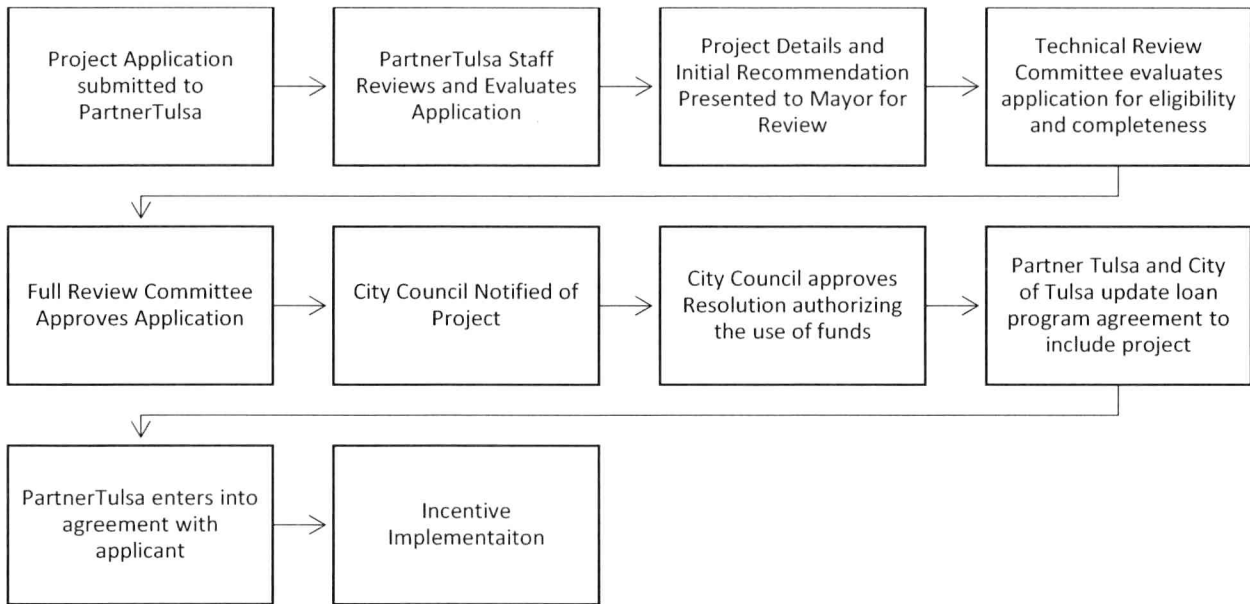 Project Application
submitted to
PartnerTulsa
PartnerTulsa Staff
Reviews and Evaluates
Application
Project Details and
Initial Recommendation
Presented to Mayor for
Review
Technical Review
Committee evaluates
application for eligibility
and completeness
Full Review Committee
Approves Application
City Council Notified of
Project
City Council approves
Resolution authorizing
the use of funds
Partner Tulsa and City
of Tulsa update loan
program agreement to
include project
PartnerTulsa enters into
agreement with
applicant
Incentive
Implementaiton